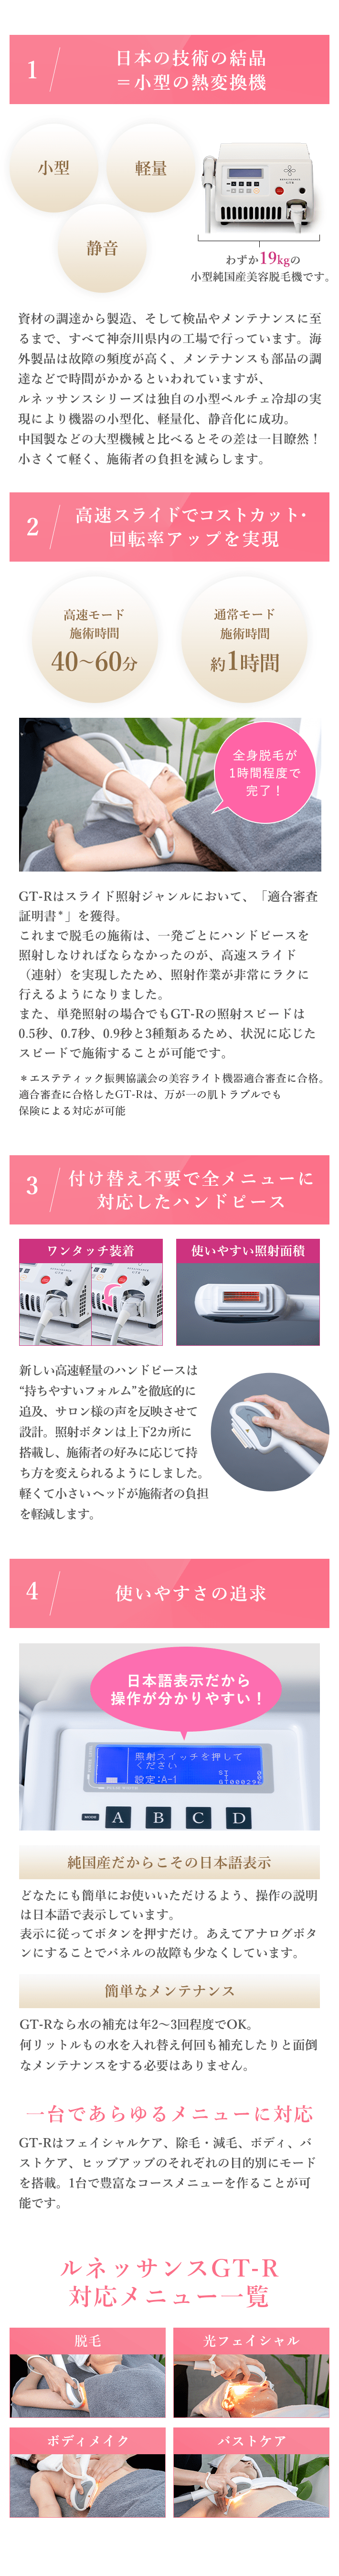 1
日本の技術の結晶
＝小型の熱変換機
小型
軽量
静音
わずか19kgの
小型純国産美容脱毛機です。
資材の調達から製造、そして検品やメンテナンスに至
るまで、すべて神奈川県内の工場で行っています。海
外製品は故障の頻度が高く、メンテナンスも部品の調
達などで時間がかかるといわれていますが、
ルネッサンスシリーズは独自の小型ペルチェ冷却の実
現により機器の小型化、軽量化、静音化に成功。
中国製などの大型機械と比べるとその差は一目瞭然！
小さくて軽く、施術者の負担を減らします。
2
高速スライドでコストカット・
回転率アップを実現
高速モード
施術時間
40〜60分
通常モード
施術時間
約1時間
全身脱毛が
1時間程度で
完了！
GT-Rはスライド照射ジャンルにおいて、「適合審査
証明書＊」を獲得。
これまで脱毛の施術は、一発ごとにハンドピースを
照射しなければならなかったのが、高速スライド
（連射）を実現したため、照射作業が非常にラクに
行えるようになりました。
また、単発照射の場合でもGT-Rの照射スピードは
0.5秒、0.7秒、0.9秒と3種類あるため、状況に応じた
スピードで施術することが可能です。
＊エステティック振興協議会の美容ライト機器適合審査に合格。
適合審査に合格したGT-Rは、万が一の肌トラブルでも
保険による対応が可能
3
付け替え不要で全メニューに
対応したハンドピース
ワンタッチ装着
使いやすい照射面積
新しい高速軽量のハンドピースは
“持ちやすいフォルム”を徹底的に
追及、サロン様の声を反映させて
設計。照射ボタンは上下2カ所に
搭載し、施術者の好みに応じて持
ち方を変えられるようにしました。
軽くて小さいヘッドが施術者の負担
を軽減します。
4
使いやすさの追求
日本語表示だから
操作が分かりやすい！
照射スイッチを押して
ください
設定:A-1
A B C D
純国産だからこその日本語表示
どなたにも簡単にお使いいただけるよう、操作の説明
は日本語で表示しています。
表示に従ってボタンを押すだけ。あえてアナログボタ
ンにすることでパネルの故障も少なくしています。
簡単なメンテナンス
GT-Rなら水の補充は年2〜3回程度でOK。
何リットルもの水を入れ替え何回も補充したりと面倒
なメンテナンスをする必要はありません。
一台であらゆるメニューに対応
GT-Rはフェイシャルケア、除毛・減毛、ボディ、バ
ストケア、ヒップアップのそれぞれの目的別にモード
を搭載。1台で豊富なコースメニューを作ることが可
能です。
ルネッサンスGT-R
対応メニュー一覧
脱毛
光フェイシャル
ボディメイク
バストケア